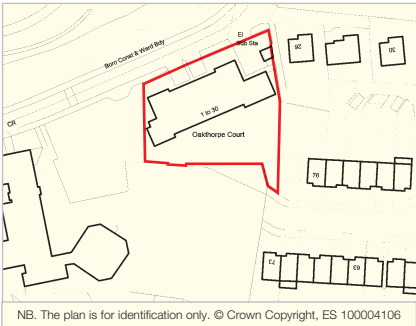 El
Sub Sta
Boro Const & Ward Bdy
28
30
CR
1 to 30
Oakthorpe Court
76
73
63
NB. The plan is for identification only. © Crown Copyright, ES 100004106